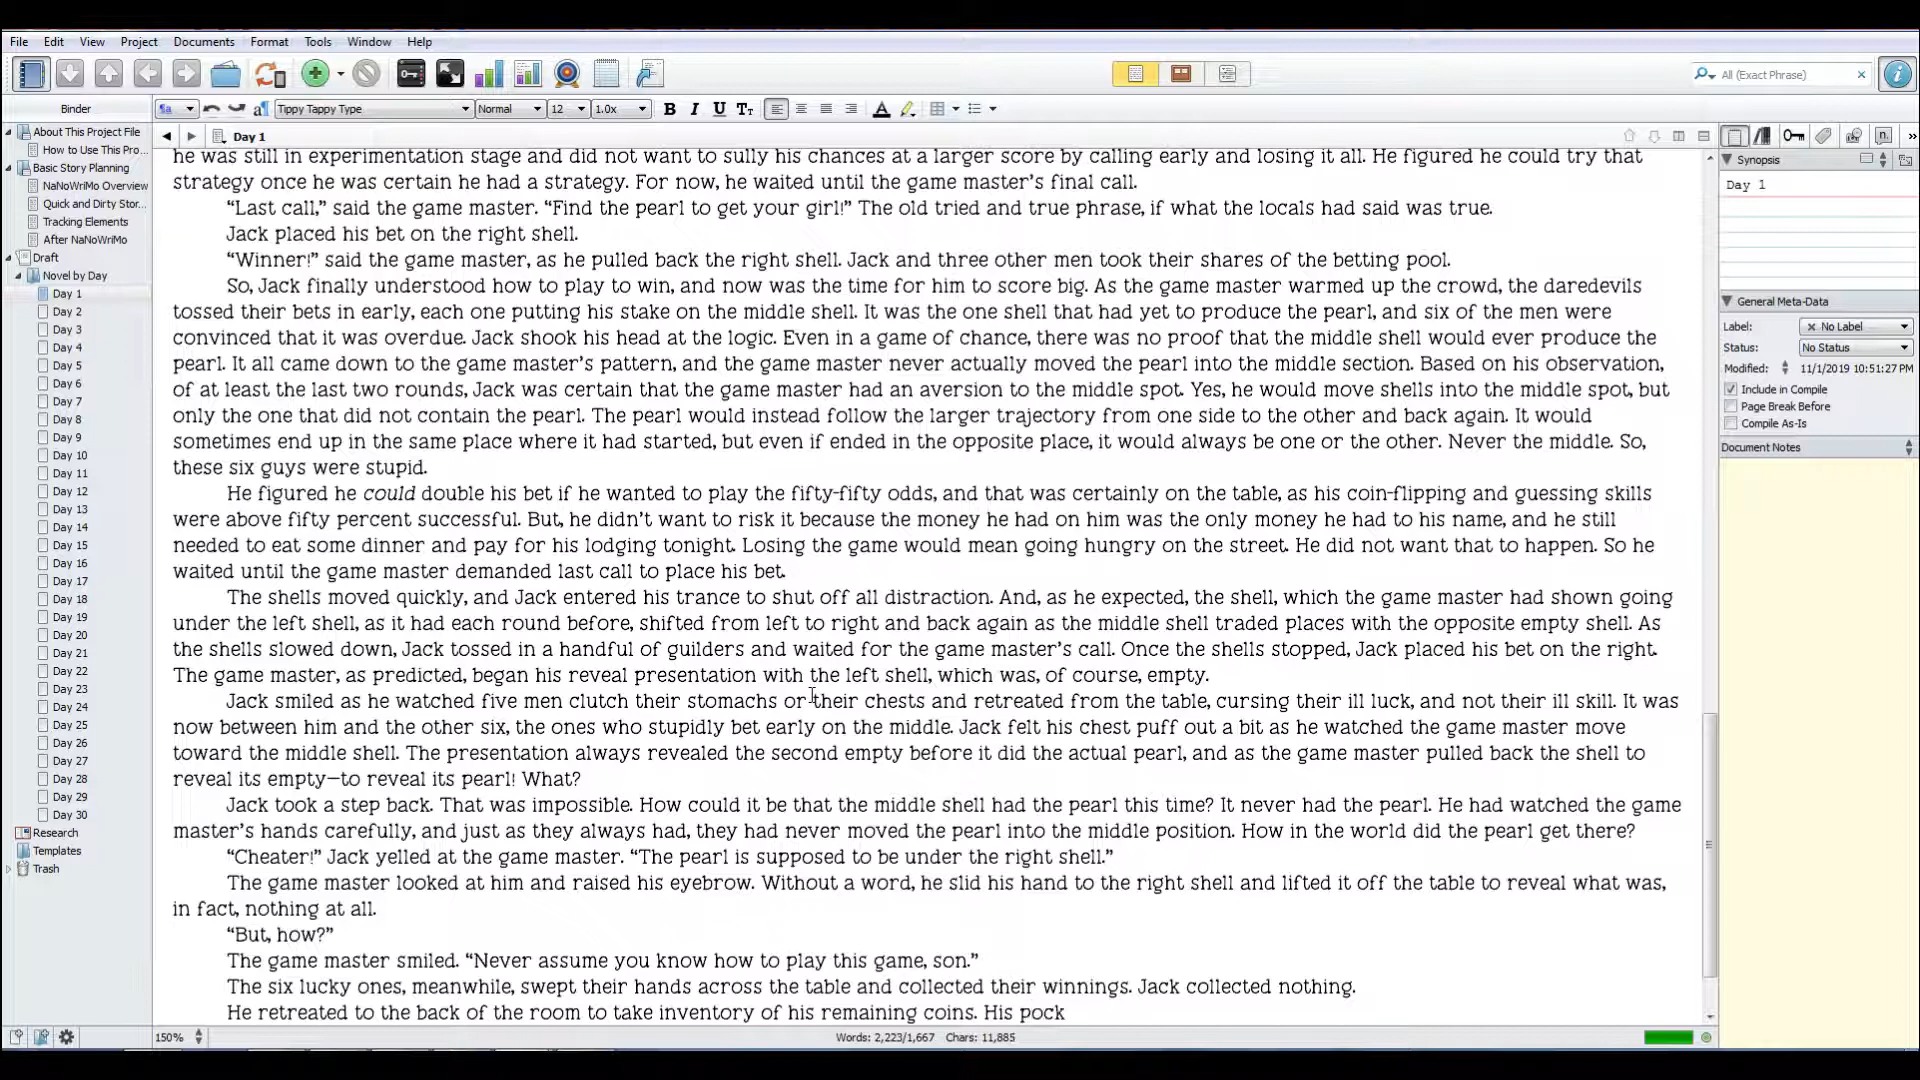 File Edit View Project Documents Format Tools Window Help
All (Exact Phrase)
Binder
Tippy Tappy Type Normal 12 1.0x B I U
About This Project File
How to Use This Pro...
Basic Story Planning
NaNoWriMo Overview
Quick and Dirty Stor...
Tracking Elements
After NaNoWriMo
Draft
Novel by Day
Day 1
Day 2
Day 3
Day 4
Day 5
Day 6
Day 7
Day 8
Day 9
Day 10
Day 11
Day 12
Day 13
Day 14
Day 15
Day 16
Day 17
Day 18
Day 19
Day 20
Day 21
Day 22
Day 23
Day 24
Day 25
Day 26
Day 27
Day 28
Day 29
Day 30
Research
Templates
Trash
Day 1
he was still in experimentation stage and did not want to sully his chances at a larger score by calling early and losing it all. He figured he could try that
strategy once he was certain he had a strategy. For now, he waited until the game master’s final call.
“Last call,” said the game master. “Find the pearl to get your girl!” The old tried and true phrase, if what the locals had said was true.
Jack placed his bet on the right shell.
“Winner!” said the game master, as he pulled back the right shell. Jack and three other men took their shares of the betting pool.
So, Jack finally understood how to play to win, and now was the time for him to score big. As the game master warmed up the crowd, the daredevils
tossed their bets in early, each one putting his stake on the middle shell. It was the one shell that had yet to produce the pearl, and six of the men were
convinced that it was overdue. Jack shook his head at the logic. Even in a game of chance, there was no proof that the middle shell would ever produce the
pearl. It all came down to the game master’s pattern, and the game master never actually moved the pearl into the middle section. Based on his observation,
of at least the last two rounds, Jack was certain that the game master had an aversion to the middle spot. Yes, he would move shells into the middle spot, but
only the one that did not contain the pearl. The pearl would instead follow the larger trajectory from one side to the other and back again. It would
sometimes end up in the same place where it had started, but even if ended in the opposite place, it would always be one or the other. Never the middle. So,
these six guys were stupid.
He figured he could double his bet if he wanted to play the fifty-fifty odds, and that was certainly on the table, as his coin-flipping and guessing skills
were above fifty percent successful. But, he didn’t want to risk it because the money he had on him was the only money he had to his name, and he still
needed to eat some dinner and pay for his lodging tonight. Losing the game would mean going hungry on the street. He did not want that to happen. So he
waited until the game master demanded last call to place his bet.
The shells moved quickly, and Jack entered his trance to shut off all distraction. And, as he expected, the shell, which the game master had shown going
under the left shell, as it had each round before, shifted from left to right and back again as the middle shell traded places with the opposite empty shell. As
the shells slowed down, Jack tossed in a handful of guilders and waited for the game master’s call. Once the shells stopped, Jack placed his bet on the right.
The game master, as predicted, began his reveal presentation with the left shell, which was, of course, empty.
Jack smiled as he watched five men clutch their stomachs or their chests and retreated from the table, cursing their ill luck, and not their ill skill. It was
now between him and the other six, the ones who stupidly bet early on the middle. Jack felt his chest puff out a bit as he watched the game master move
toward the middle shell. The presentation always revealed the second empty before it did the actual pearl, and as the game master pulled back the shell to
reveal its empty—to reveal its pearl! What?
Jack took a step back. That was impossible. How could it be that the middle shell had the pearl this time? It never had the pearl. He had watched the game
master’s hands carefully, and just as they always had, they had never moved the pearl into the middle position. How in the world did the pearl get there?
“Cheater!” Jack yelled at the game master. “The pearl is supposed to be under the right shell.”
The game master looked at him and raised his eyebrow. Without a word, he slid his hand to the right shell and lifted it off the table to reveal what was,
in fact, nothing at all.
“But, how?”
The game master smiled. “Never assume you know how to play this game, son.”
The six lucky ones, meanwhile, swept their hands across the table and collected their winnings. Jack collected nothing.
He retreated to the back of the room to take inventory of his remaining coins. His pock
150% Words: 2,223/1,667 Chars: 11,885
Synopsis
Day 1
General Meta-Data
Label: No Label
Status: No Status
Modified: 11/1/2019 10:51:27 PM
Include in Compile
Page Break Before
Compile As-Is
Document Notes